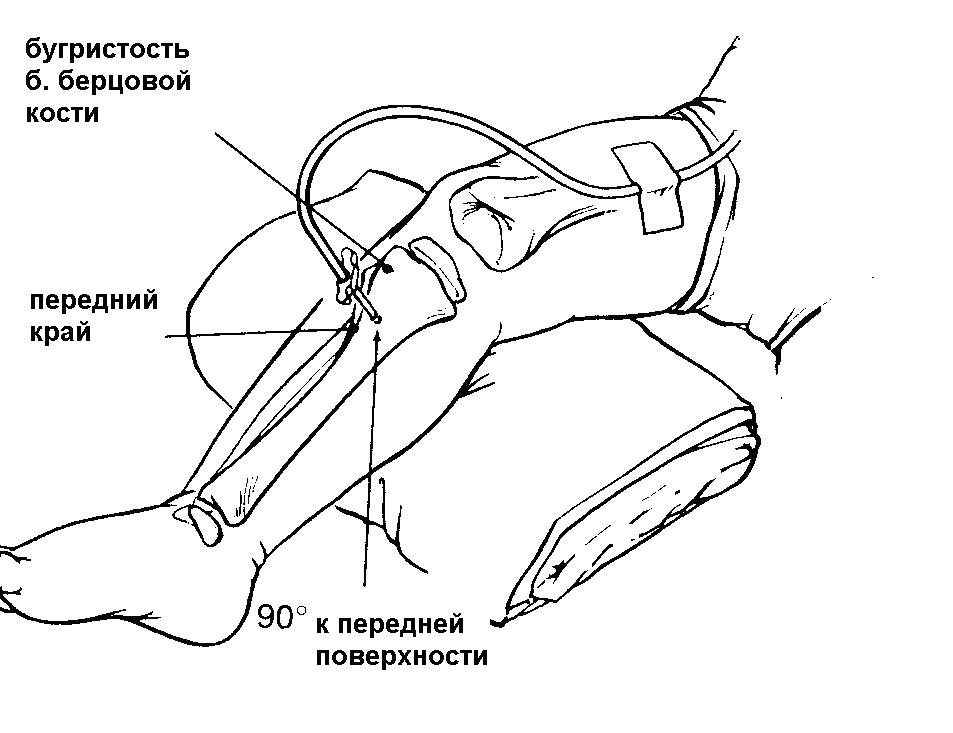 бугристость
б. берцовой
кости
передний
край
90° к передней
поверхности